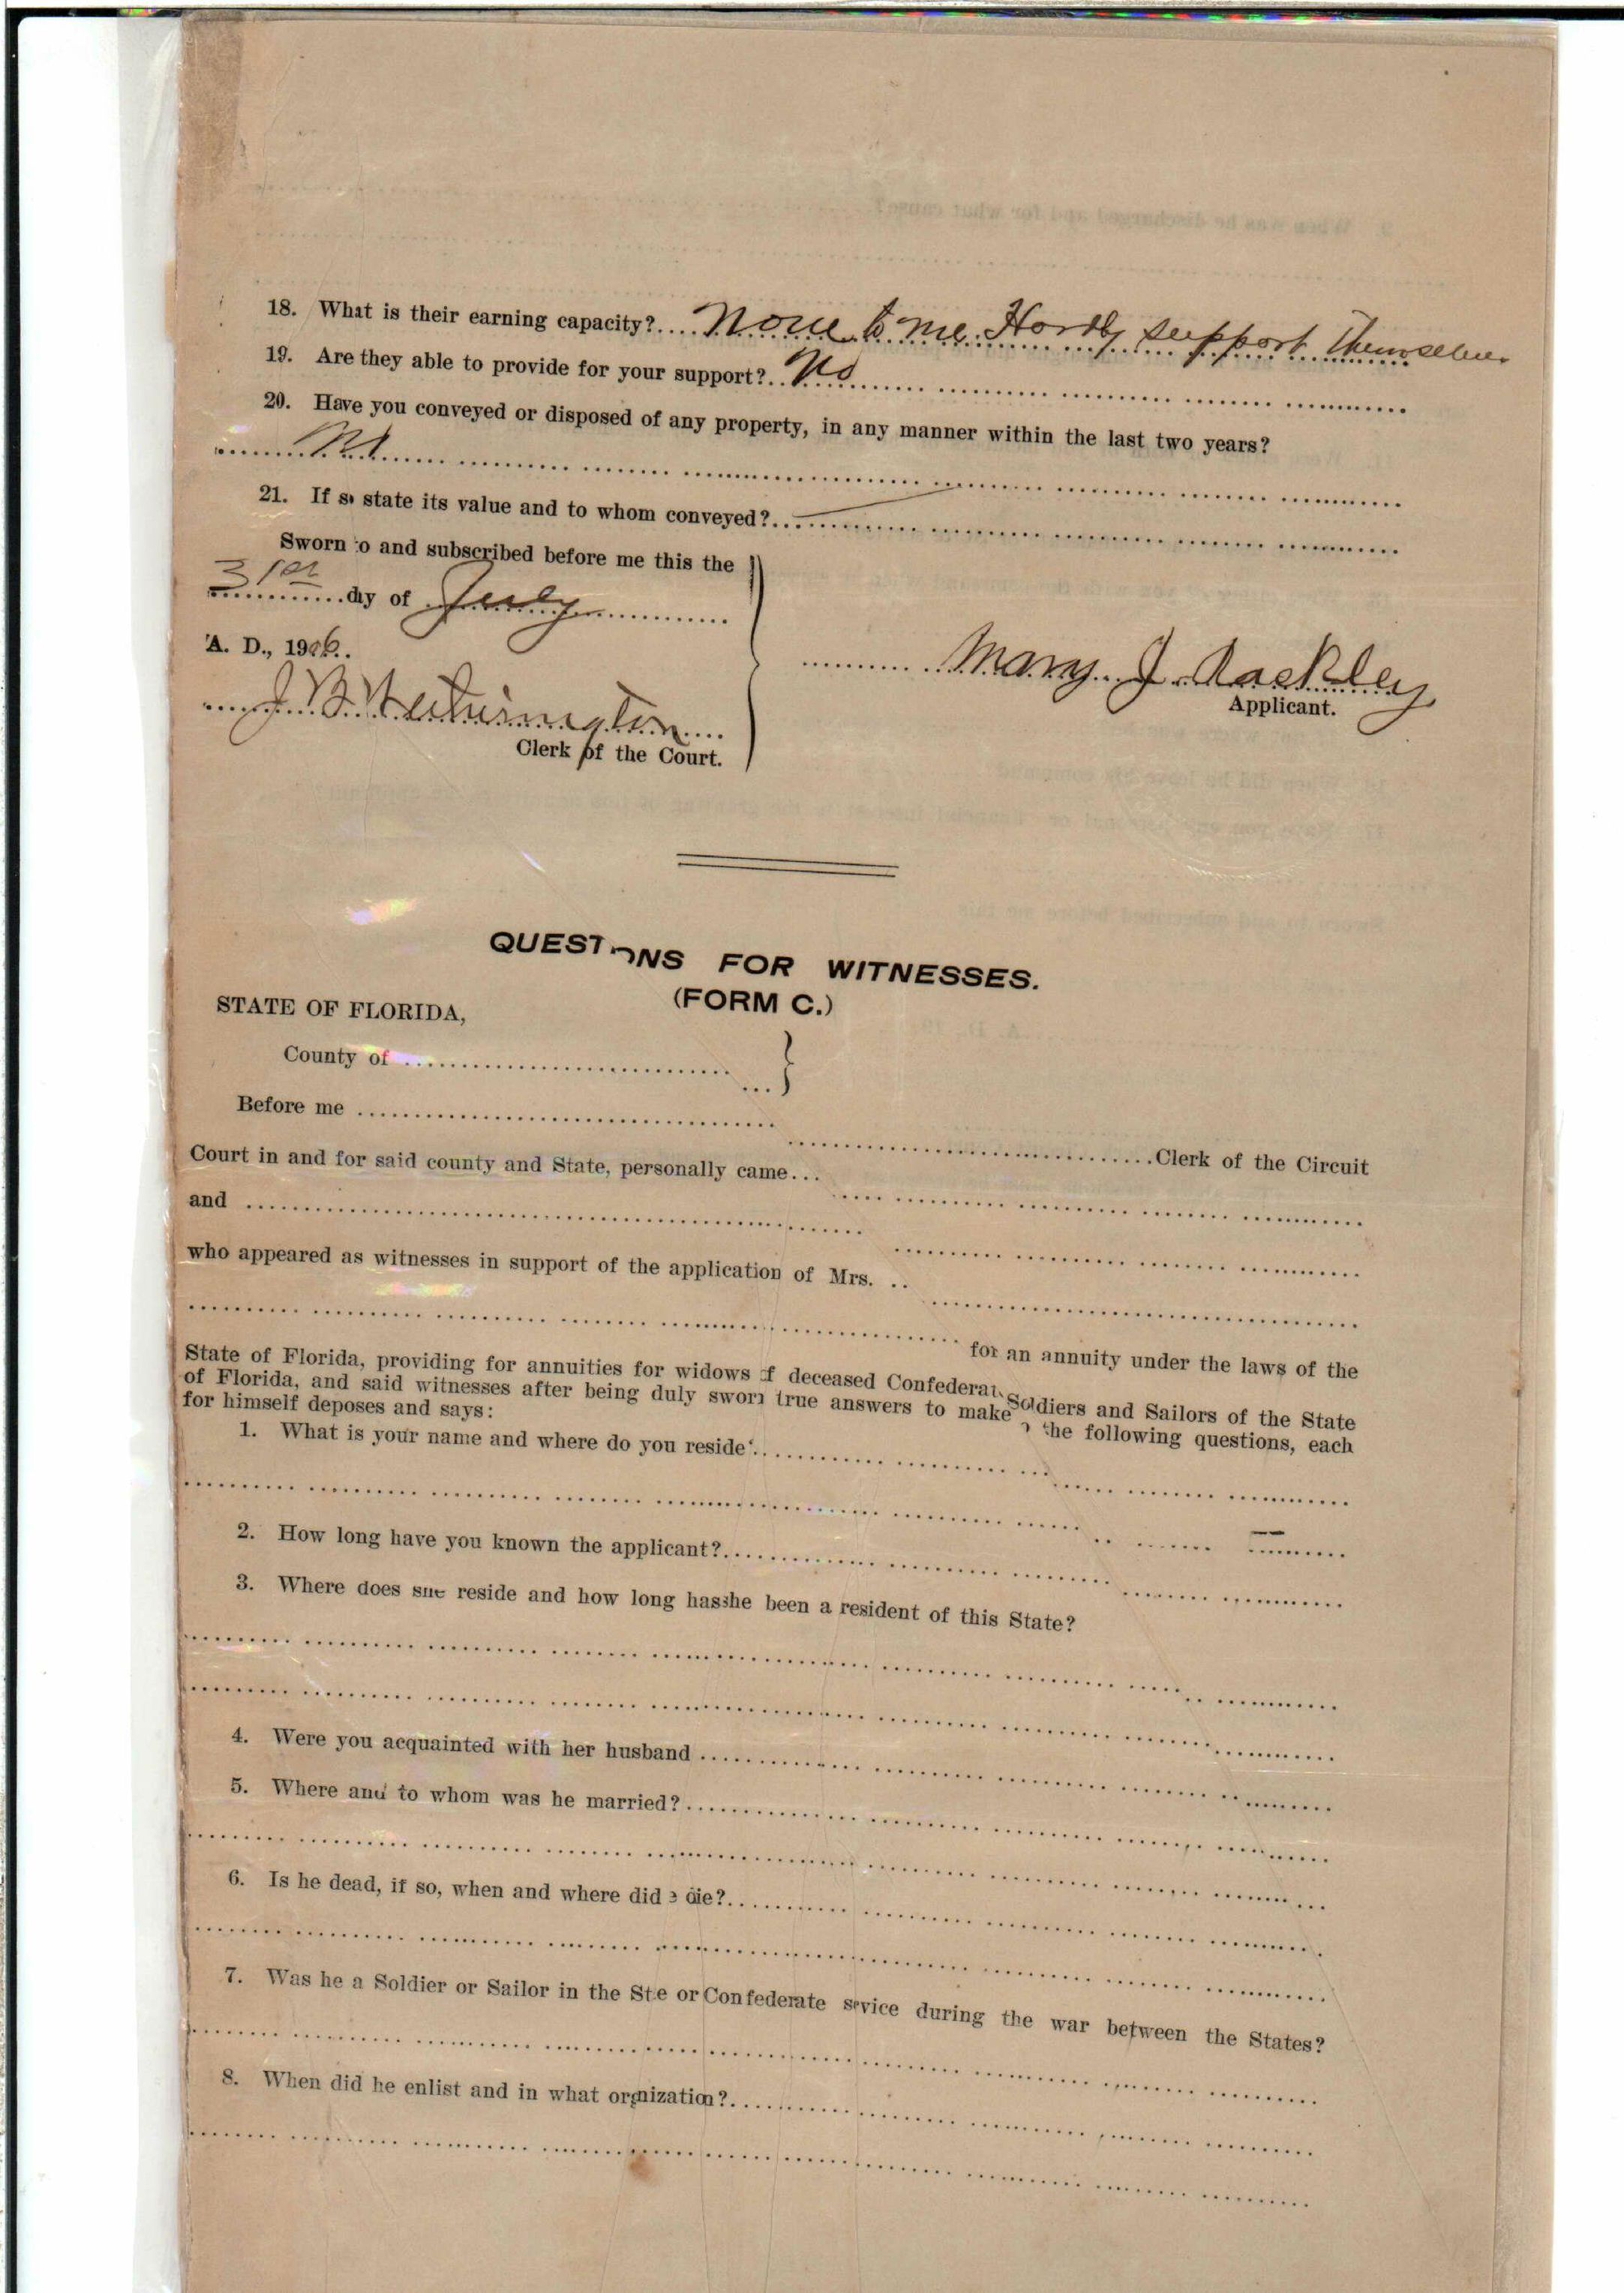 18. What is their earning capacity?.... None to me. Hardly support Themselves
19. Are they able to provide for your support?.. No
20. Have you conveyed or disposed of any property, in any manner within the last two years?
No
21. If so state its value and to whom conveyed?
Sworn to and subscribed before me this the
31st day of July
A. D., 1906.
J B Wetherington
Clerk of the Court.
Mary J. Rackley
Applicant.
QUESTIONS FOR WITNESSES.
(FORM C.)
STATE OF FLORIDA,
County of
Before me
Clerk of the Circuit
Court in and for said county and State, personally came
and
who appeared as witnesses in support of the application of Mrs.
for an annuity under the laws of the
State of Florida, providing for annuities for widows of deceased Confederate Soldiers and Sailors of the State
of Florida, and said witnesses after being duly sworn true answers to make to the following questions, each
for himself deposes and says:
1. What is your name and where do you reside?
2. How long have you known the applicant?
3. Where does she reside and how long has she been a resident of this State?
4. Were you acquainted with her husband
5. Where and to whom was he married?
6. Is he dead, if so, when and where did e die?
7. Was he a Soldier or Sailor in the State or Confederate service during the war between the States?
8. When did he enlist and in what organization?